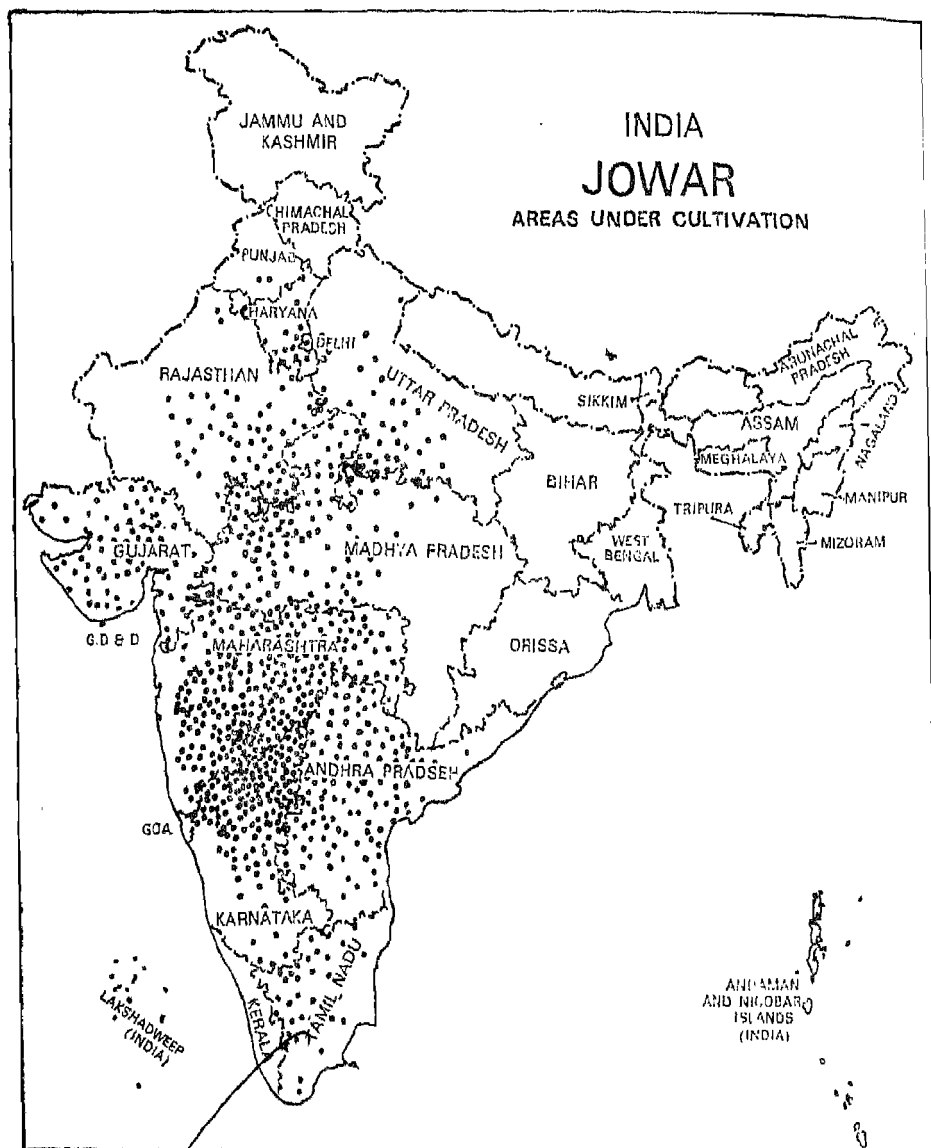 INDIA
JOWAR
AREAS UNDER CULTIVATION
JAMMU AND
KASHMIR
HIMACHAL
PRADESH
PUNJAB
HARYANA
DELHI
RAJASTHAN
UTTAR PRADESH
SIKKIM
ARUNACHAL
PRADESH
ASSAM
NAGALAND
MEGHALAYA
BIHAR
MANIPUR
TRIPURA
GUJARAT
MADHYA PRADESH
WEST
BENGAL
MIZORAM
G.D & D
MAHARASHTRA
ORISSA
ANDHRA PRADSEH
GOA
KARNATAKA
TAMIL NADU
KERALA
LAKSHADWEEP
(INDIA)
ANDAMAN
AND NICOBAR
ISLANDS
(INDIA)